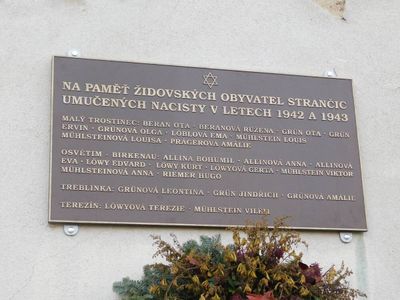 NA PAMĚŤ ŽIDOVSKÝCH OBYVATEL STRANČIC
UMUČENÝCH NACISTY V LETECH 1942 A 1943
MALÝ TROSTINEC: BERAN OTA · BERANOVÁ RŮŽENA · GRÜN OTA · GRÜN
ERVIN · GRÜNOVÁ OLGA · LÖBLOVÁ EMA · MÜHLSTEIN LOUIS
MÜHLSTEINOVÁ LOUISA · PRAGEROVÁ AMÁLIE
OSVĚTIM - BIRKENAU: ALLINA BOHUMIL · ALLINOVÁ ANNA · ALLINOVÁ
EVA · LÖWY EDVARD · LÖWY KURT · LÖWYOVÁ GERTA · MÜHLSTEIN VIKTOR
MÜHLSTEINOVÁ ANNA · RIEMER HUGO
TREBLINKA: GRÜNOVÁ LEONTINA · GRÜN JINDŘICH · GRÜNOVÁ AMÁLIE
TEREZÍN: LÖWYOVÁ TEREZIE · MÜHLSTEIN VILÉM